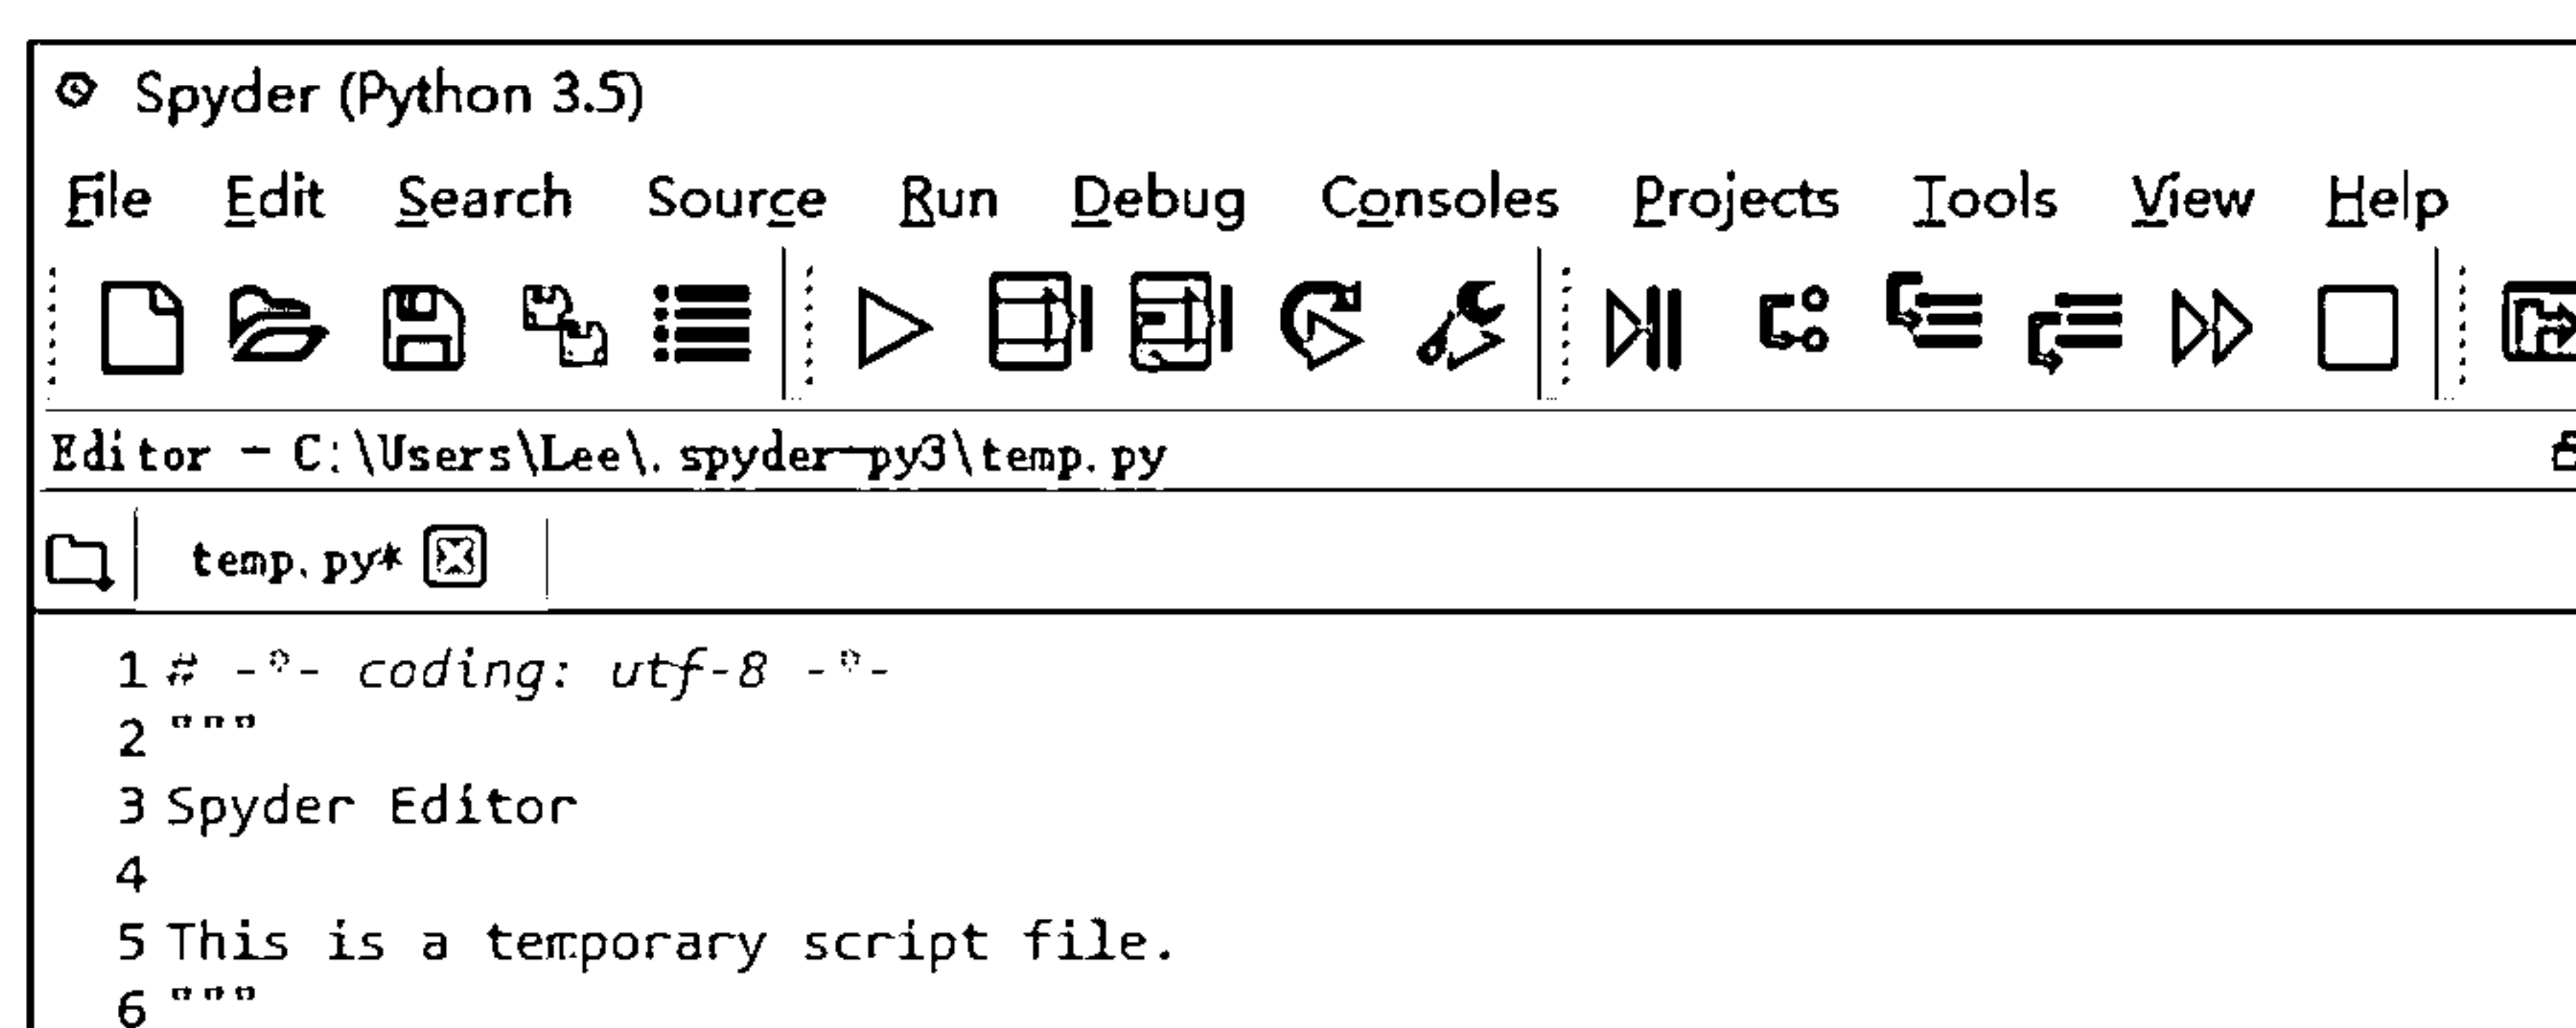 Spyder (Python 3.5)
File Edit Search Source Run Debug Consoles Projects Tools View Help
Editor - C:\Users\Lee\.spyder-py3\temp.py
temp.py*
1 # -*- coding: utf-8 -*-
2 """
3 Spyder Editor
4
5 This is a temporary script file.
6 """